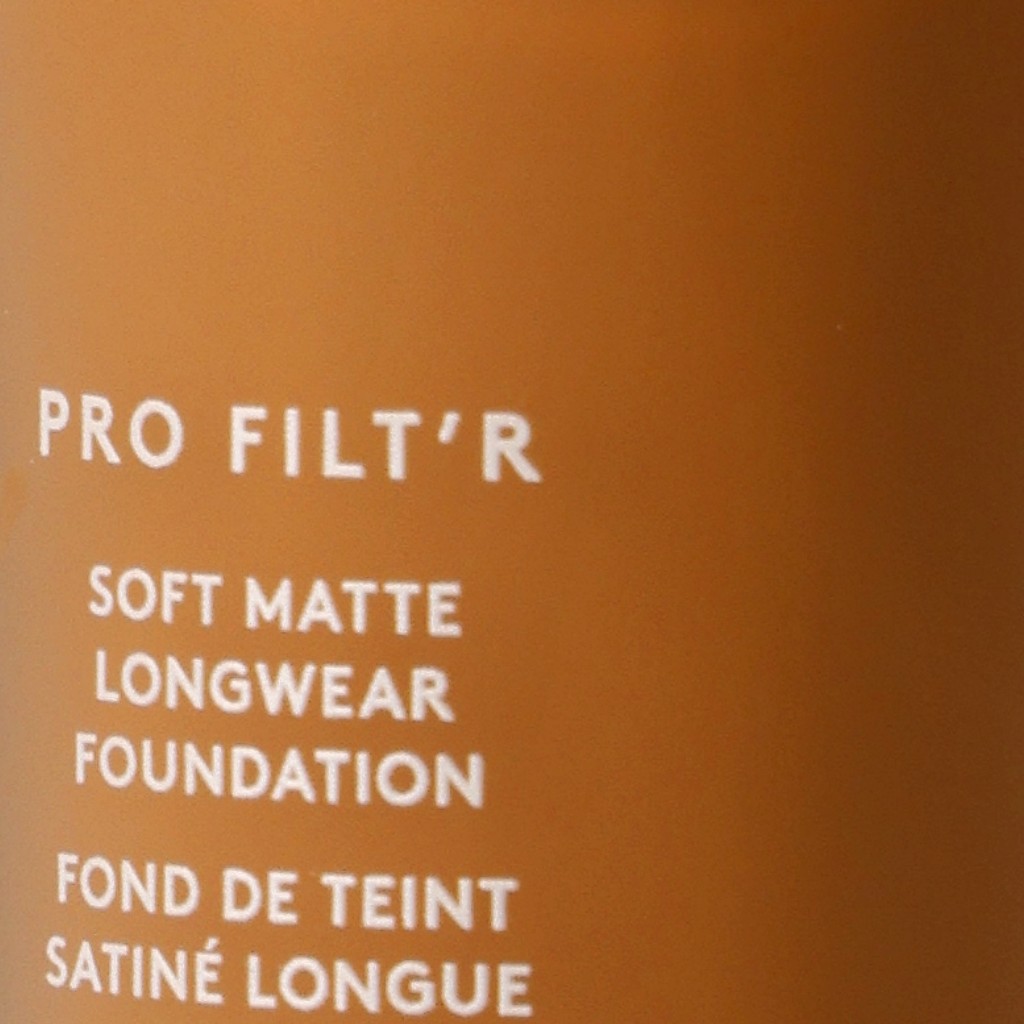 PRO FILT'R
SOFT MATTE
LONGWEAR
FOUNDATION
FOND DE TEINT
SATINÉ LONGUE